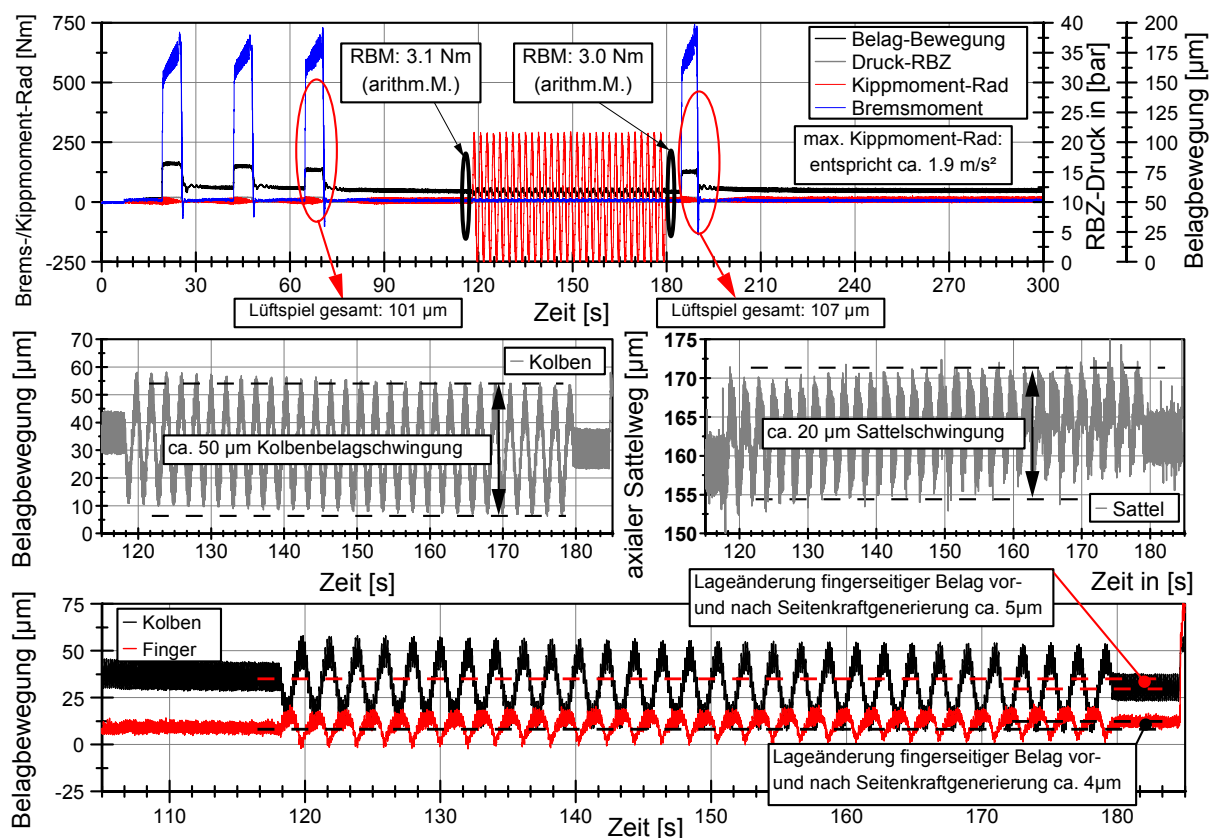 Brems-/Kippmoment-Rad [Nm]
750
500
250
0
-250
RBM: 3.1 Nm
(arithm.M.)
RBM: 3.0 Nm
(arithm.M.)
Belag-Bewegung
Druck-RBZ
Kippmoment-Rad
Bremsmoment
max. Kippmoment-Rad:
entspricht ca. 1.9 m/s²
40
35
30
25
20
15
10
5
0
RBZ-Druck in [bar]
200
175
150
125
100
75
50
25
0
Belagbewegung [µm]
0 30 60 90 120 150 180 210 240 270 300
Zeit [s]
Lüftspiel gesamt: 101 µm
Lüftspiel gesamt: 107 µm
Belagbewegung [µm]
70
60
50
40
30
20
10
0
Kolben
ca. 50 µm Kolbenbelagschwingung
120 130 140 150 160 170 180
Zeit [s]
axialer Sattelweg [µm]
175
170
165
160
155
150
ca. 20 µm Sattelschwingung
Sattel
120 130 140 150 160 170 180
Zeit in [s]
Belagbewegung [µm]
75
50
25
0
-25
Kolben
Finger
Lageänderung fingerseitiger Belag vor-
und nach Seitenkraftgenerierung ca. 5µm
Lageänderung fingerseitiger Belag vor-
und nach Seitenkraftgenerierung ca. 4µm
110 120 130 140 150 160 170 180
Zeit [s]